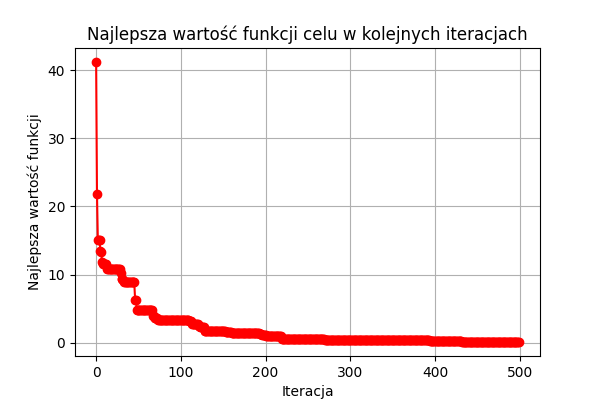 Najlepsza wartość funkcji celu w kolejnych iteracjach
Najlepsza wartość funkcji
40
30
20
10
0
0 100 200 300 400 500
Iteracja